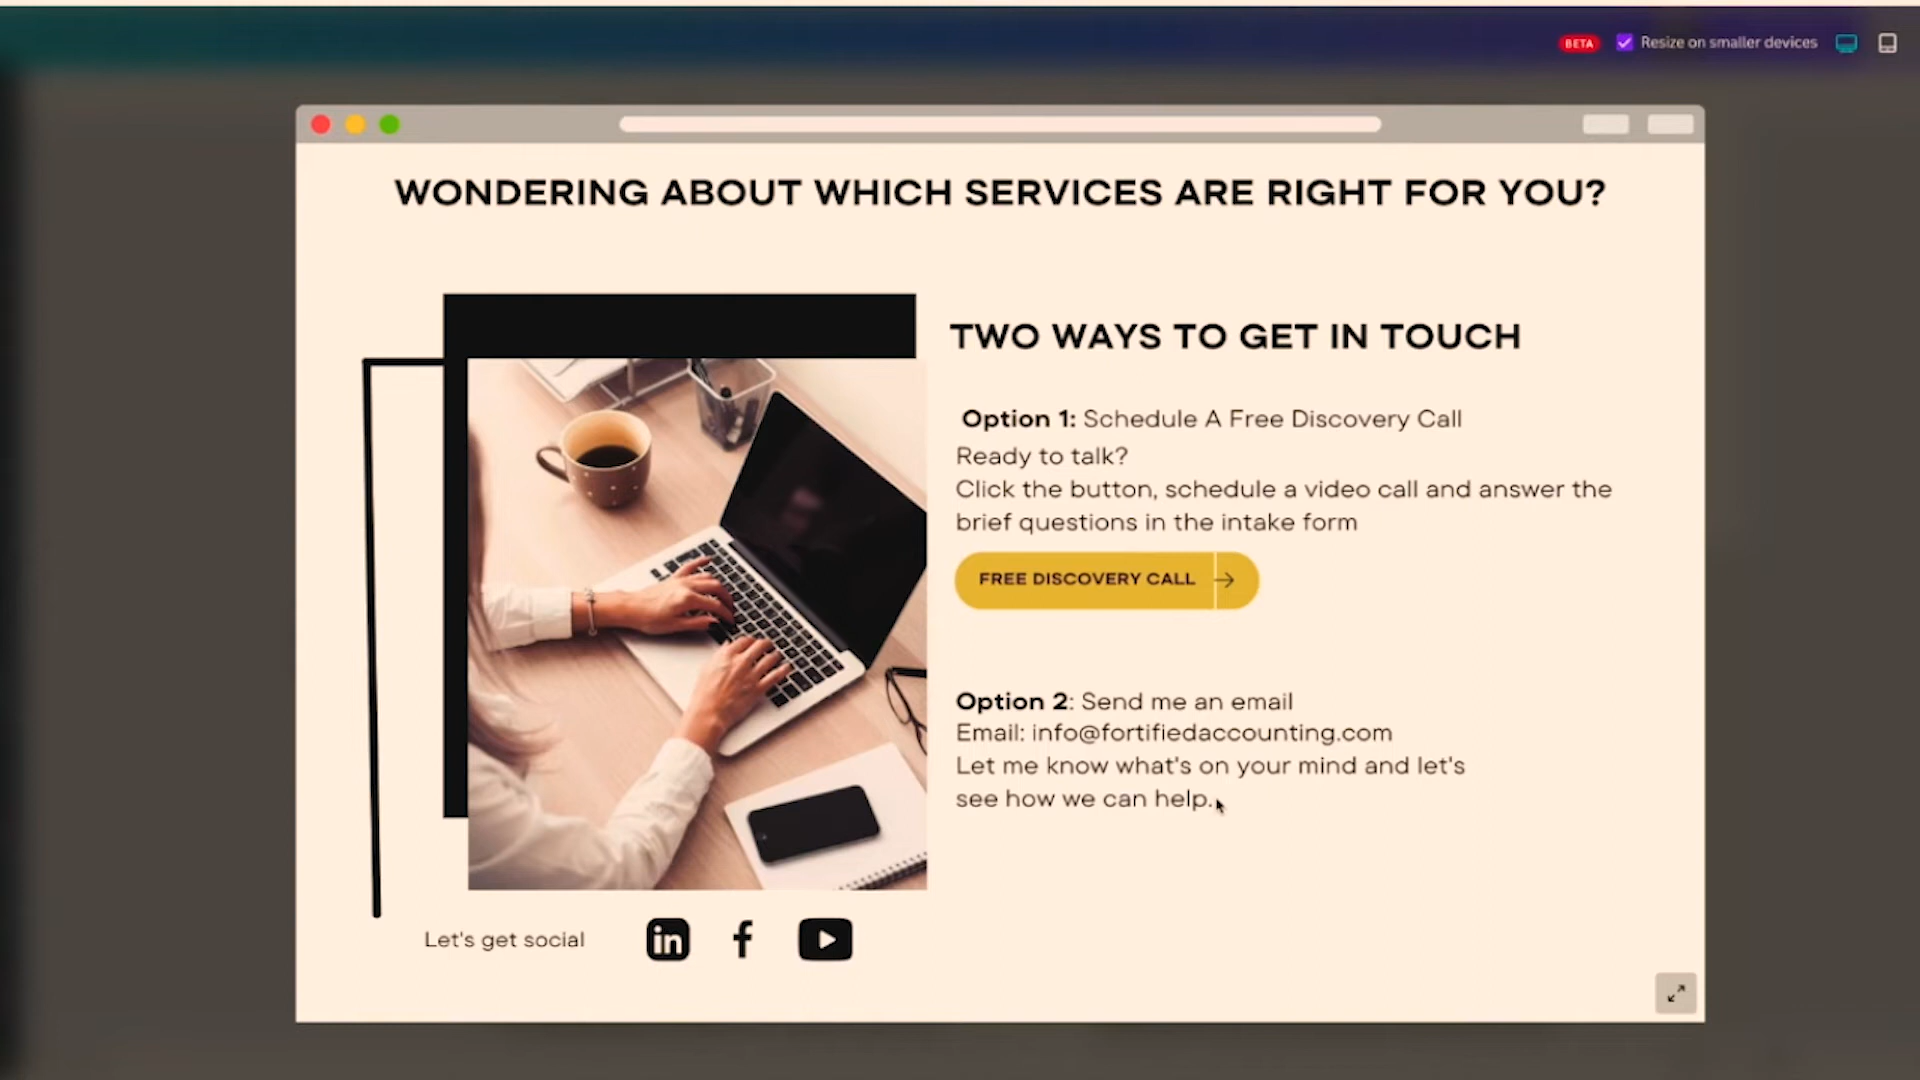 BETA
Resize on smaller devices
WONDERING ABOUT WHICH SERVICES ARE RIGHT FOR YOU?
TWO WAYS TO GET IN TOUCH
Option 1: Schedule A Free Discovery Call
Ready to talk?
Click the button, schedule a video call and answer the
brief questions in the intake form
FREE DISCOVERY CALL
Option 2: Send me an email
Email: info@fortifiedaccounting.com
Let me know what's on your mind and let's
see how we can help.
Let's get social
in
f